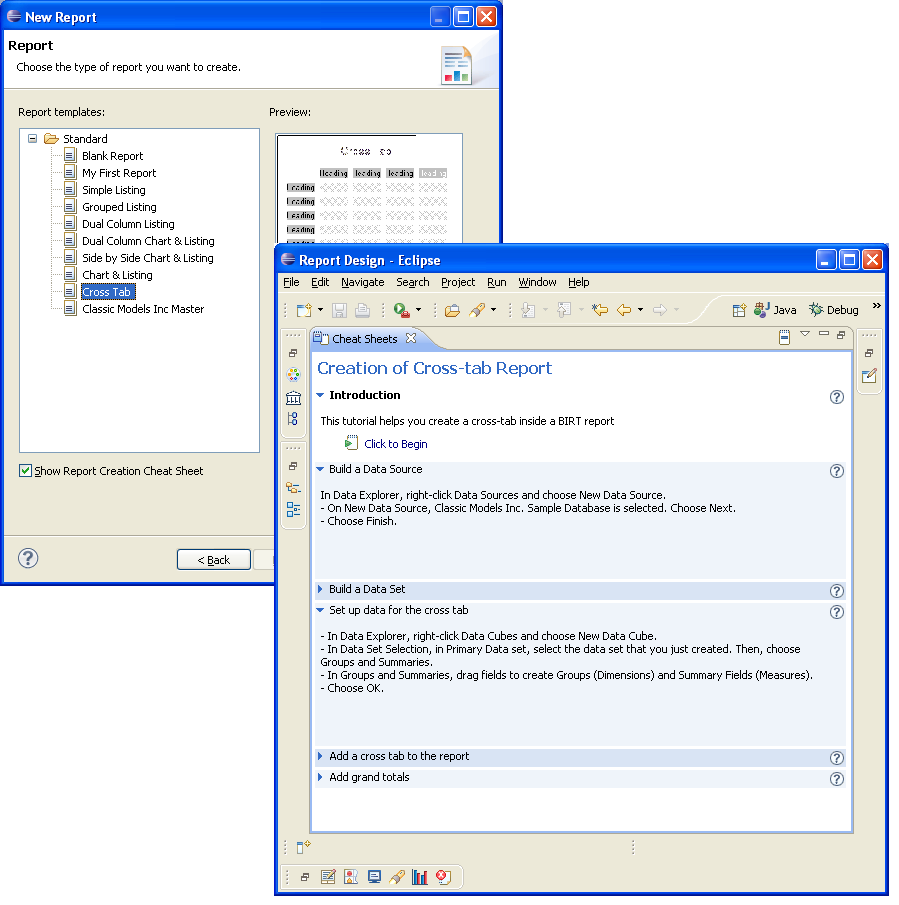 New Report
Report
Choose the type of report you want to create.
Report templates:
Preview:
Standard
Blank Report
My First Report
Simple Listing
Grouped Listing
Dual Column Listing
Dual Column Chart & Listing
Side by Side Chart & Listing
Chart & Listing
Cross Tab
Classic Models Inc Master
leading leading leading leading
Leading
Leading
Leading
Leading
Show Report Creation Cheat Sheet
< Back
Report Design - Eclipse
File Edit Navigate Search Project Run Window Help
Java Debug
Cheat Sheets
Creation of Cross-tab Report
Introduction
This tutorial helps you create a cross-tab inside a BIRT report
Click to Begin
Build a Data Source
In Data Explorer, right-click Data Sources and choose New Data Source.
- On New Data Source, Classic Models Inc. Sample Database is selected. Choose Next.
- Choose Finish.
Build a Data Set
Set up data for the cross tab
- In Data Explorer, right-click Data Cubes and choose New Data Cube.
- In Data Set Selection, in Primary Data set, select the data set that you just created. Then, choose
Groups and Summaries.
- In Groups and Summaries, drag fields to create Groups (Dimensions) and Summary Fields (Measures).
- Choose OK.
Add a cross tab to the report
Add grand totals